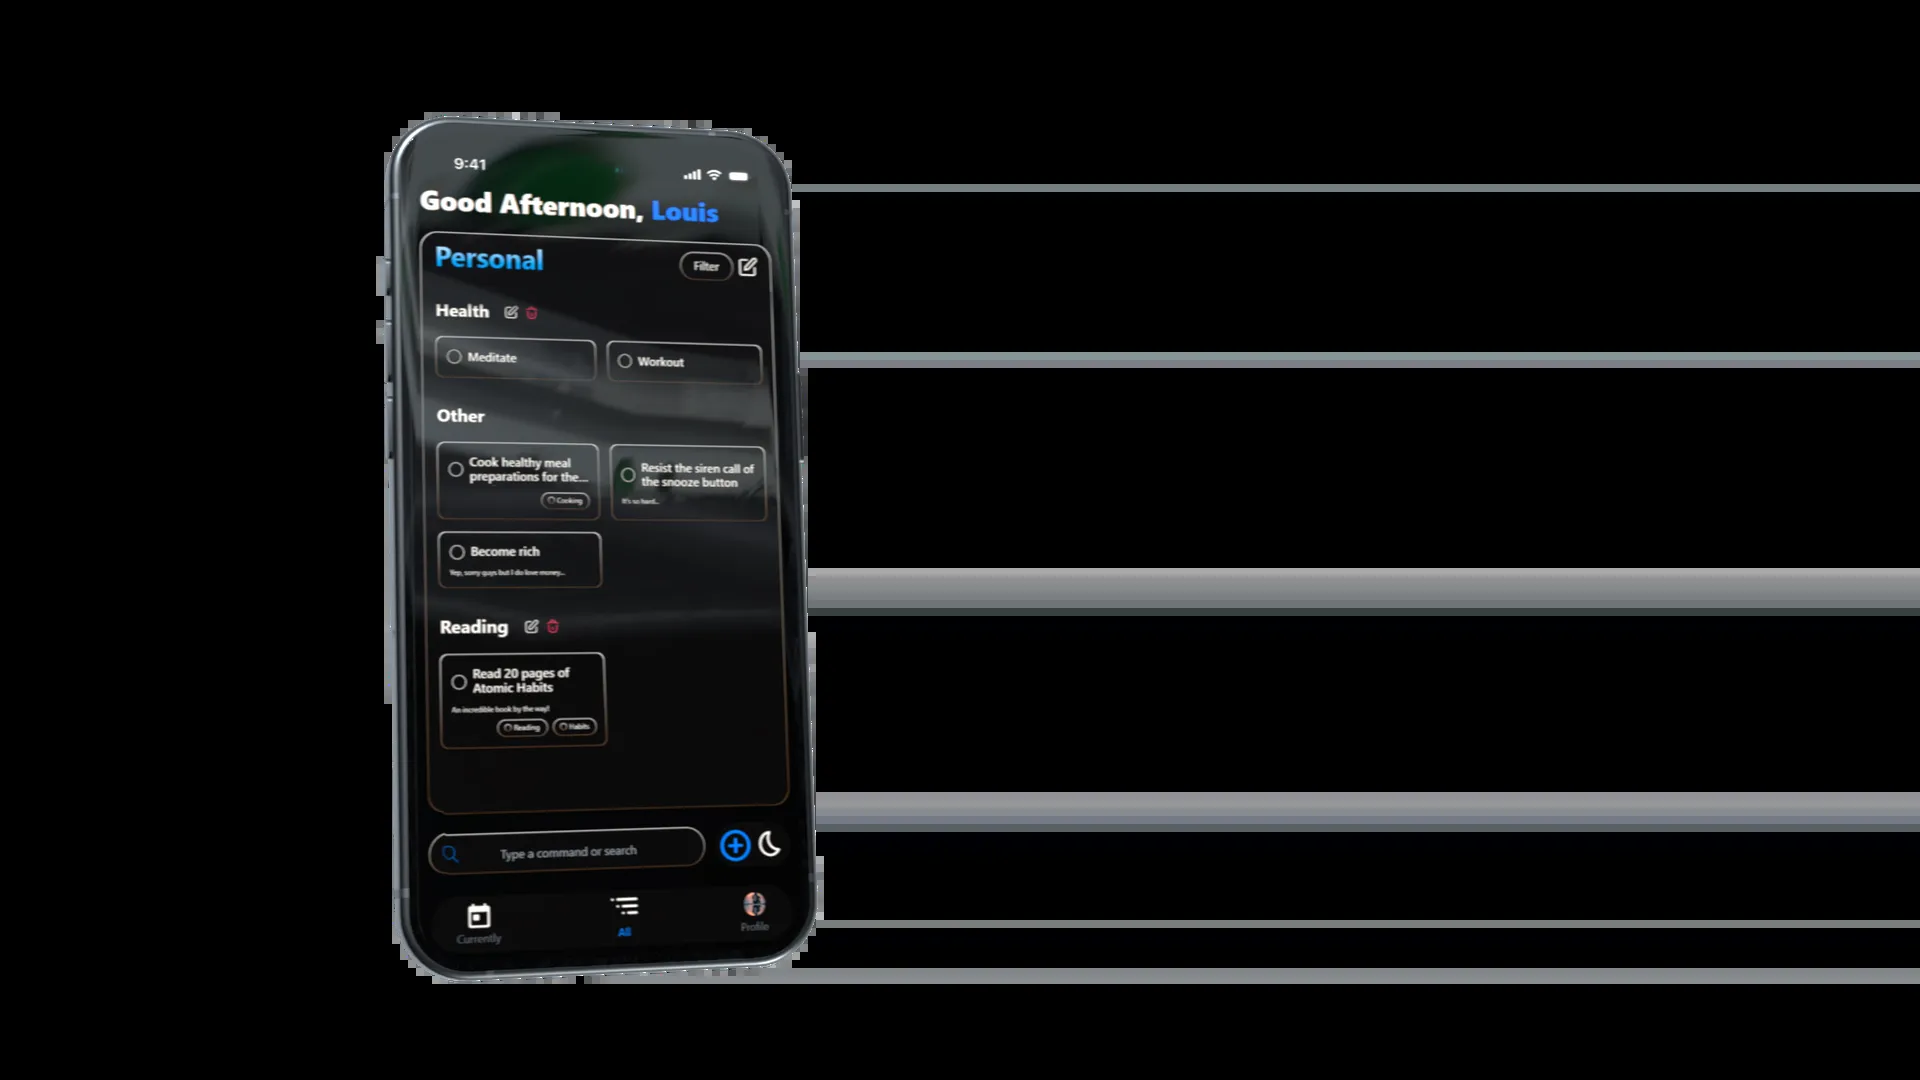 9:41
Good Afternoon, Louis
Personal
Filter
Health
Meditate
Workout
Other
Cook healthy meal
preparations for the...
Cooking
Resist the siren call of
the snooze button
It's so hard...
Become rich
Yep, sorry guys but I do love money...
Reading
Read 20 pages of
Atomic Habits
An incredible book by the way!
Reading
Habits
Type a command or search
Currently
All
Profile